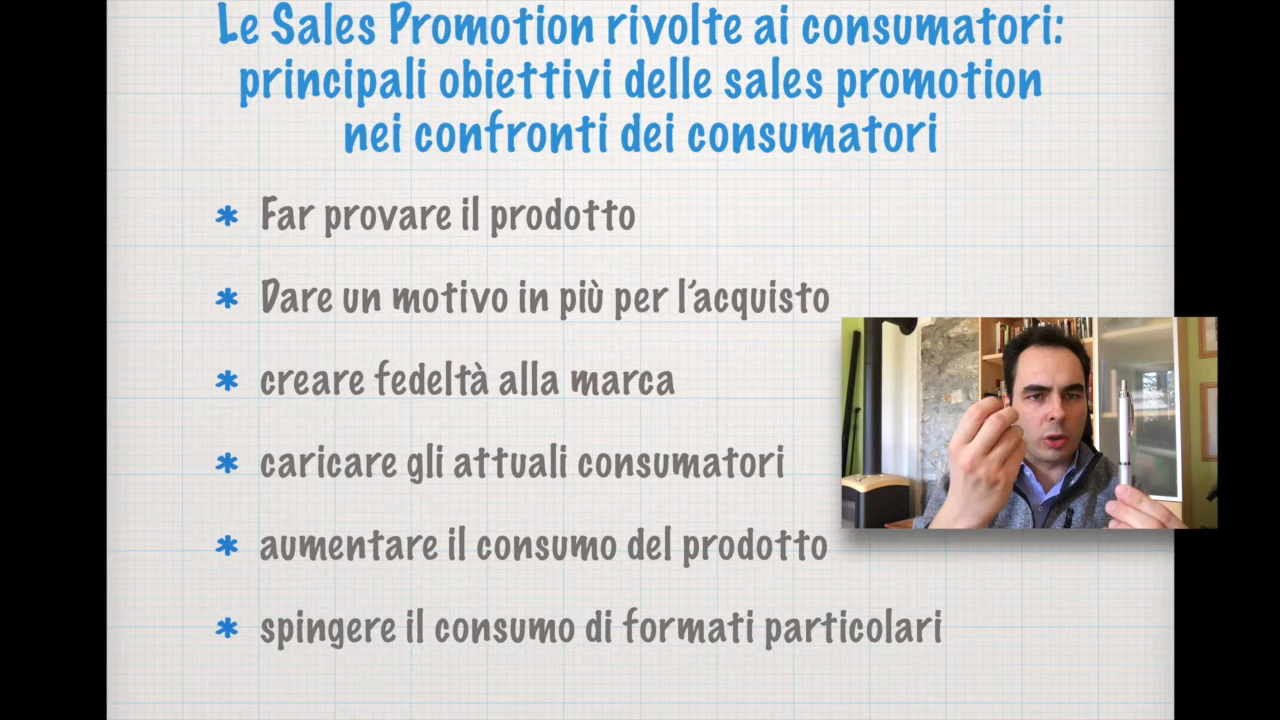 Le Sales Promotion rivolte ai consumatori:
principali obiettivi delle sales promotion
nei confronti dei consumatori
* Far provare il prodotto
* Dare un motivo in più per l'acquisto
* creare fedeltà alla marca
* caricare gli attuali consumatori
* aumentare il consumo del prodotto
* spingere il consumo di formati particolari